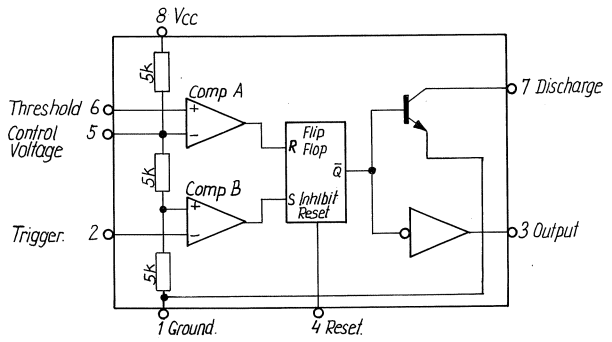 8 Vcc
5k
Comp A
7 Discharge
Threshold 6
+
Control 5
Voltage
-
Flip
R Flop
5k
Q̅
Comp B
S Inhibit
Reset
+
Trigger. 2
-
3 Output
5k
1 Ground.
4 Reset.